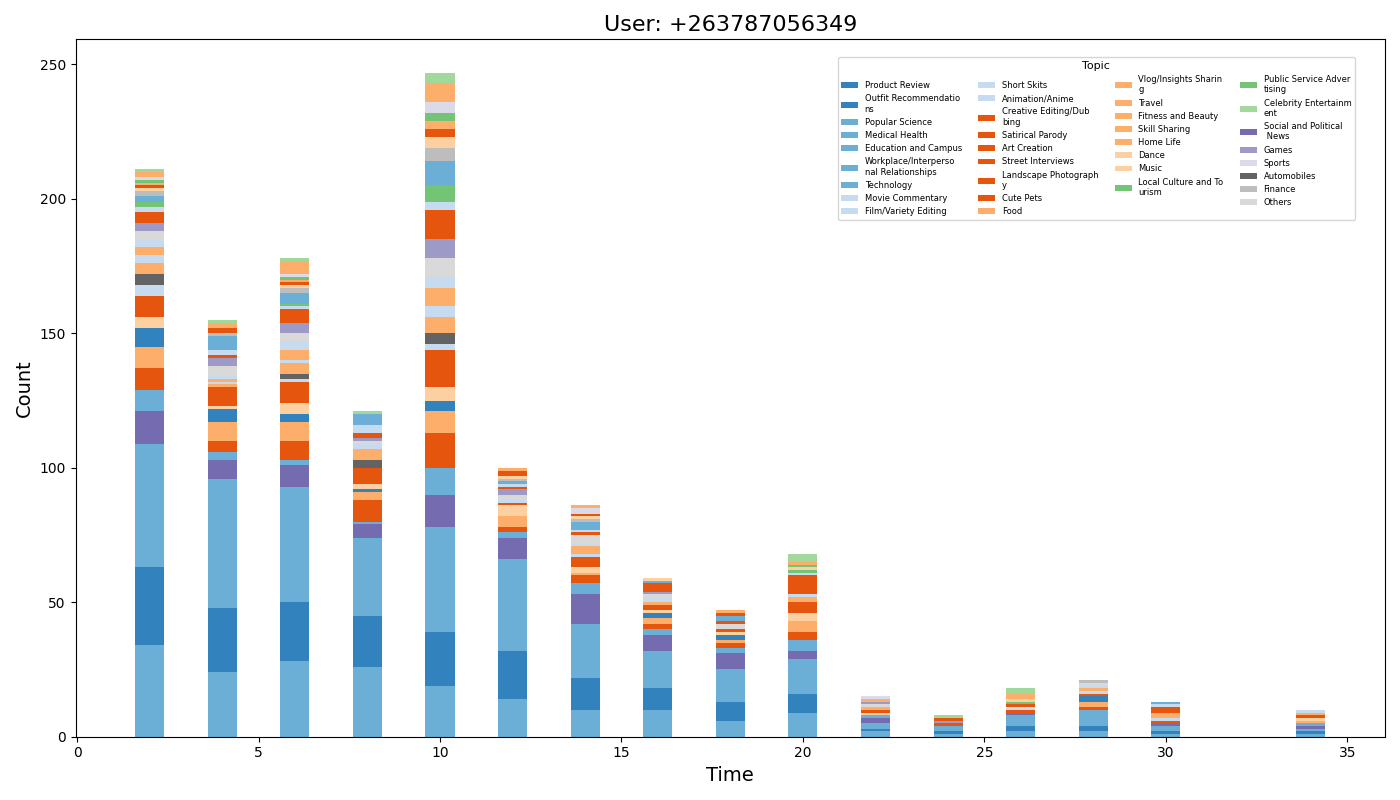 User: +263787056349
Count
250
200
150
100
50
0
0
5
10
15
20
25
30
35
Time
Topic
Product Review
Outfit Recommendatio
ns
Popular Science
Medical Health
Education and Campus
Workplace/Interperso
nal Relationships
Technology
Movie Commentary
Film/Variety Editing
Short Skits
Animation/Anime
Creative Editing/Dub
bing
Satirical Parody
Art Creation
Street Interviews
Landscape Photograph
y
Cute Pets
Food
Vlog/Insights Sharin
g
Travel
Fitness and Beauty
Skill Sharing
Home Life
Dance
Music
Local Culture and To
urism
Public Service Adver
tising
Celebrity Entertainm
ent
Social and Political
News
Games
Sports
Automobiles
Finance
Others